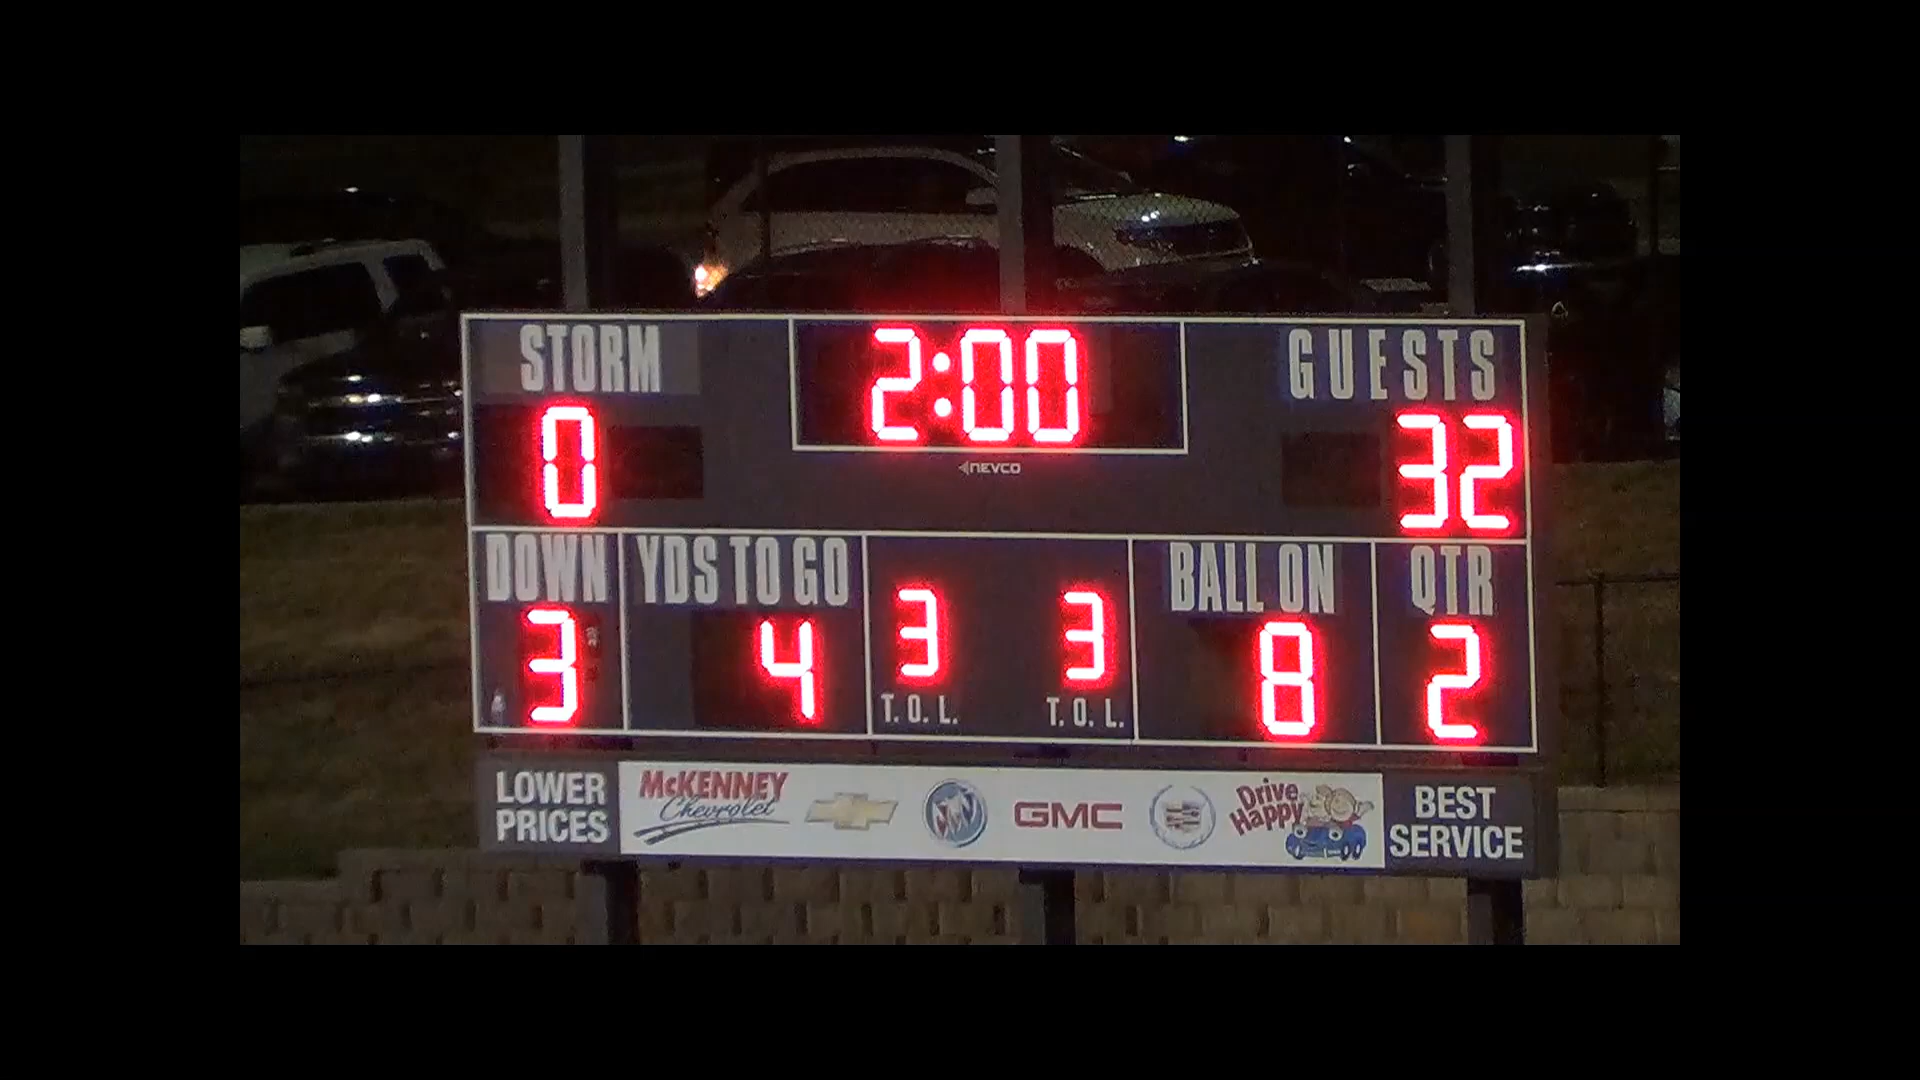 STORM 2:00 GUESTS
0 32
NEVCO
DOWN YDS TO GO BALL ON QTR
3 4 3 3 8 2
T. O. L. T. O. L.
LOWER PRICES
McKENNEY Chevrolet
GMC
Drive Happy
BEST SERVICE